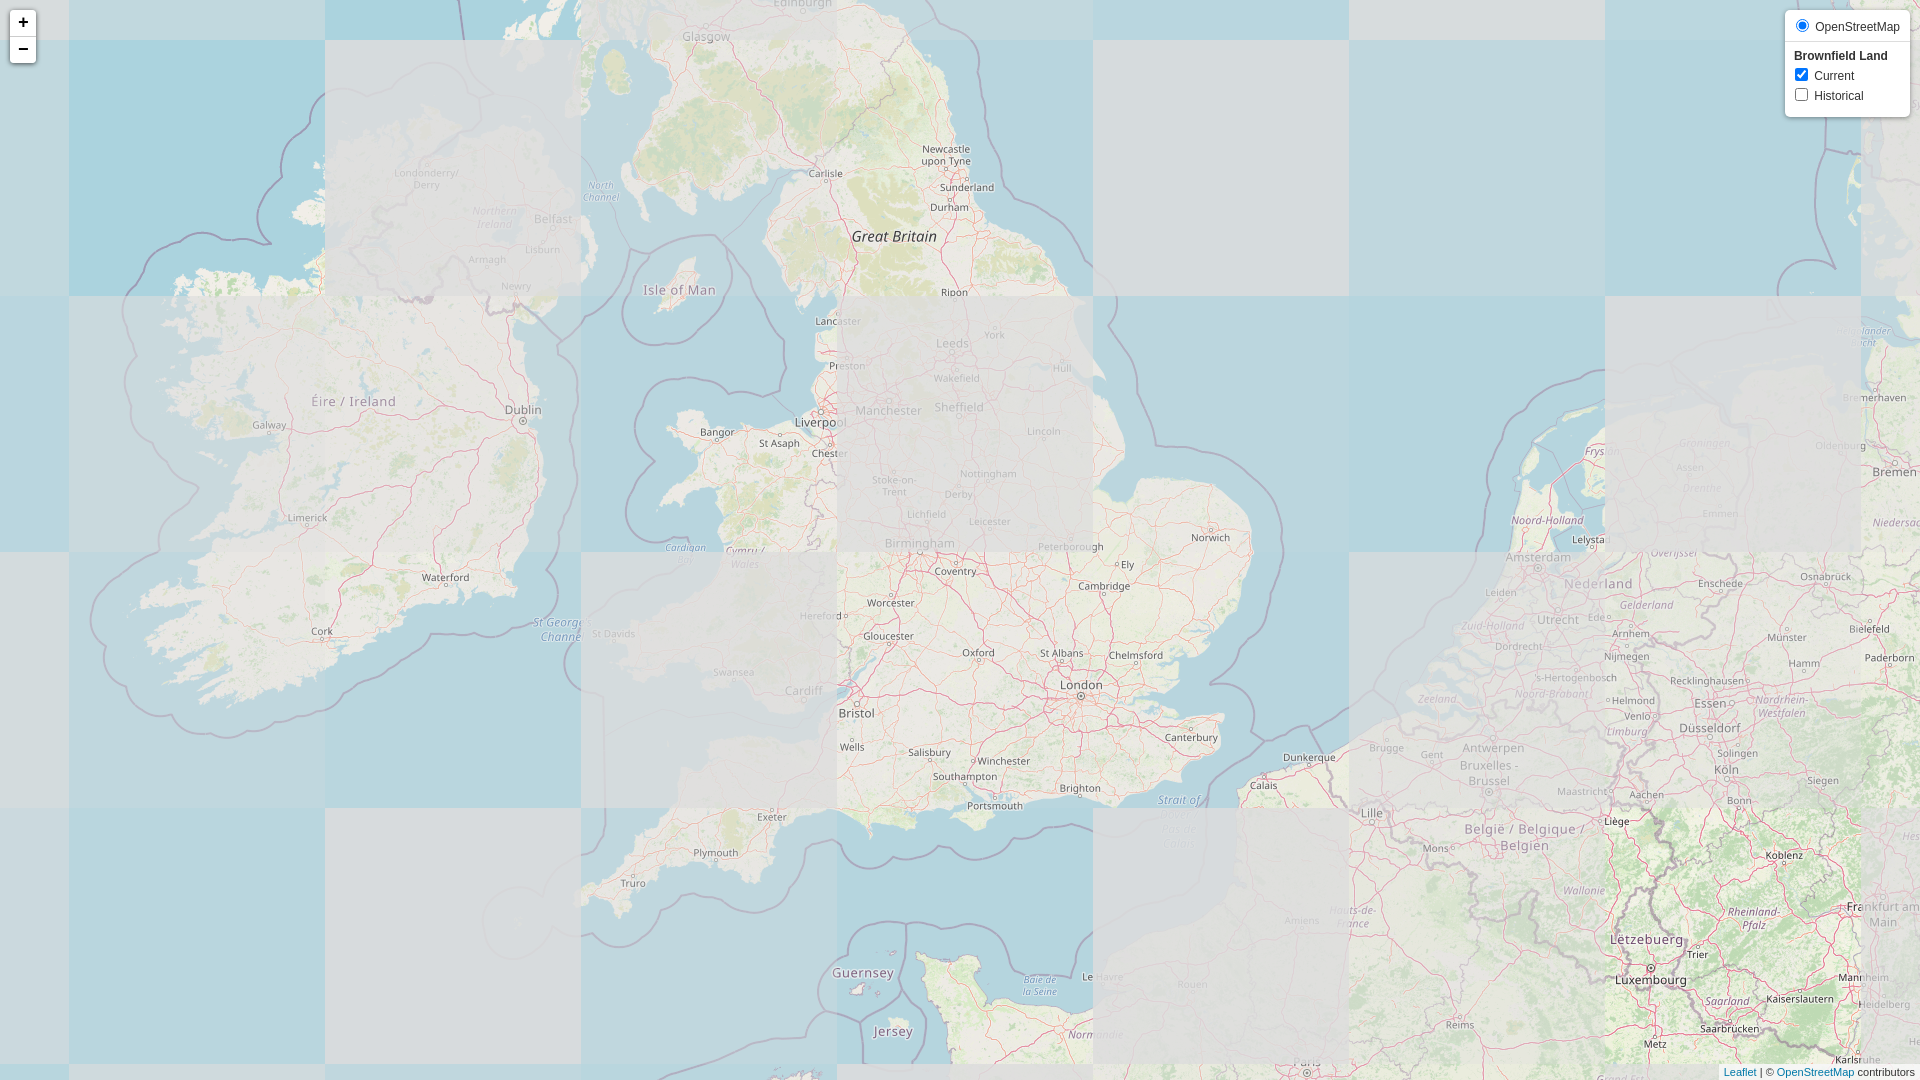 +
−
OpenStreetMap
Brownfield Land
Current
Historical
Edinburgh
Glasgow
Newcastle
upon Tyne
Londonderry/
Derry
Carlisle
Sunderland
North
Channel
Durham
Northern
Ireland
Belfast
Great Britain
Lisburn
Armagh
Newry
Isle of Man
Ripon
Lancaster
York
Leeds
Preston
Hull
Wakefield
Éire / Ireland
Dublin
Manchester
Sheffield
Bremerhaven
Liverpool
Galway
Bangor
Lincoln
St Asaph
Groningen
Oldenburg
Chester
Assen
Bremen
Nottingham
Stoke-on-
Trent
Derby
Drenthe
Limerick
Lichfield
Leicester
Emmen
Noord-Holland
Norwich
Lelysta
Birmingham
Peterborough
Cardigan
Cymru /
Wales
Overijssel
Amsterdam
Coventry
Ely
Waterford
Cambridge
Nederland
Enschede
Osnabrück
Leiden
Worcester
Gelderland
Hereford
Utrecht
Ede
St George
Channe
Cork
St Davids
Gloucester
Zuid-Holland
Arnhem
Bielefeld
Münster
Dordrecht
Oxford
St Albans
Chelmsford
Nijmegen
Hamm
Paderborn
Swansea
's-Hertogenbosch
Recklinghausen
London
Cardiff
Noord-Brabant
Zeeland
Helmond
Essen
Nordrhein-
Westfalen
Bristol
Venlo
Limburg
Düsseldorf
Canterbury
Wells
Salisbury
Brugge
Gent
Antwerpen
Solingen
Winchester
Dunkerque
Bruxelles -
Brussel
Köln
Southampton
Calais
Maastricht
Siegen
Brighton
Aachen
Bonn
Portsmouth
Strait of
Exeter
Lille
Liège
België / Belgique /
Belgien
Mons
Plymouth
Koblenz
Truro
Wallonie
Hauts-de-
France
Amiens
Rheinland-
Pfalz
Frankfurt am
Main
Lëtzebuerg
Trier
Guernsey
Le Havre
Baie de
la Seine
Rouen
Luxembourg
Mannheim
Saarland
Kaiserslautern
Heidelberg
Jersey
Normandie
Reims
Saarbrücken
Metz
Paris
Karlsruhe
Grand Est
Leaflet | © OpenStreetMap contributors